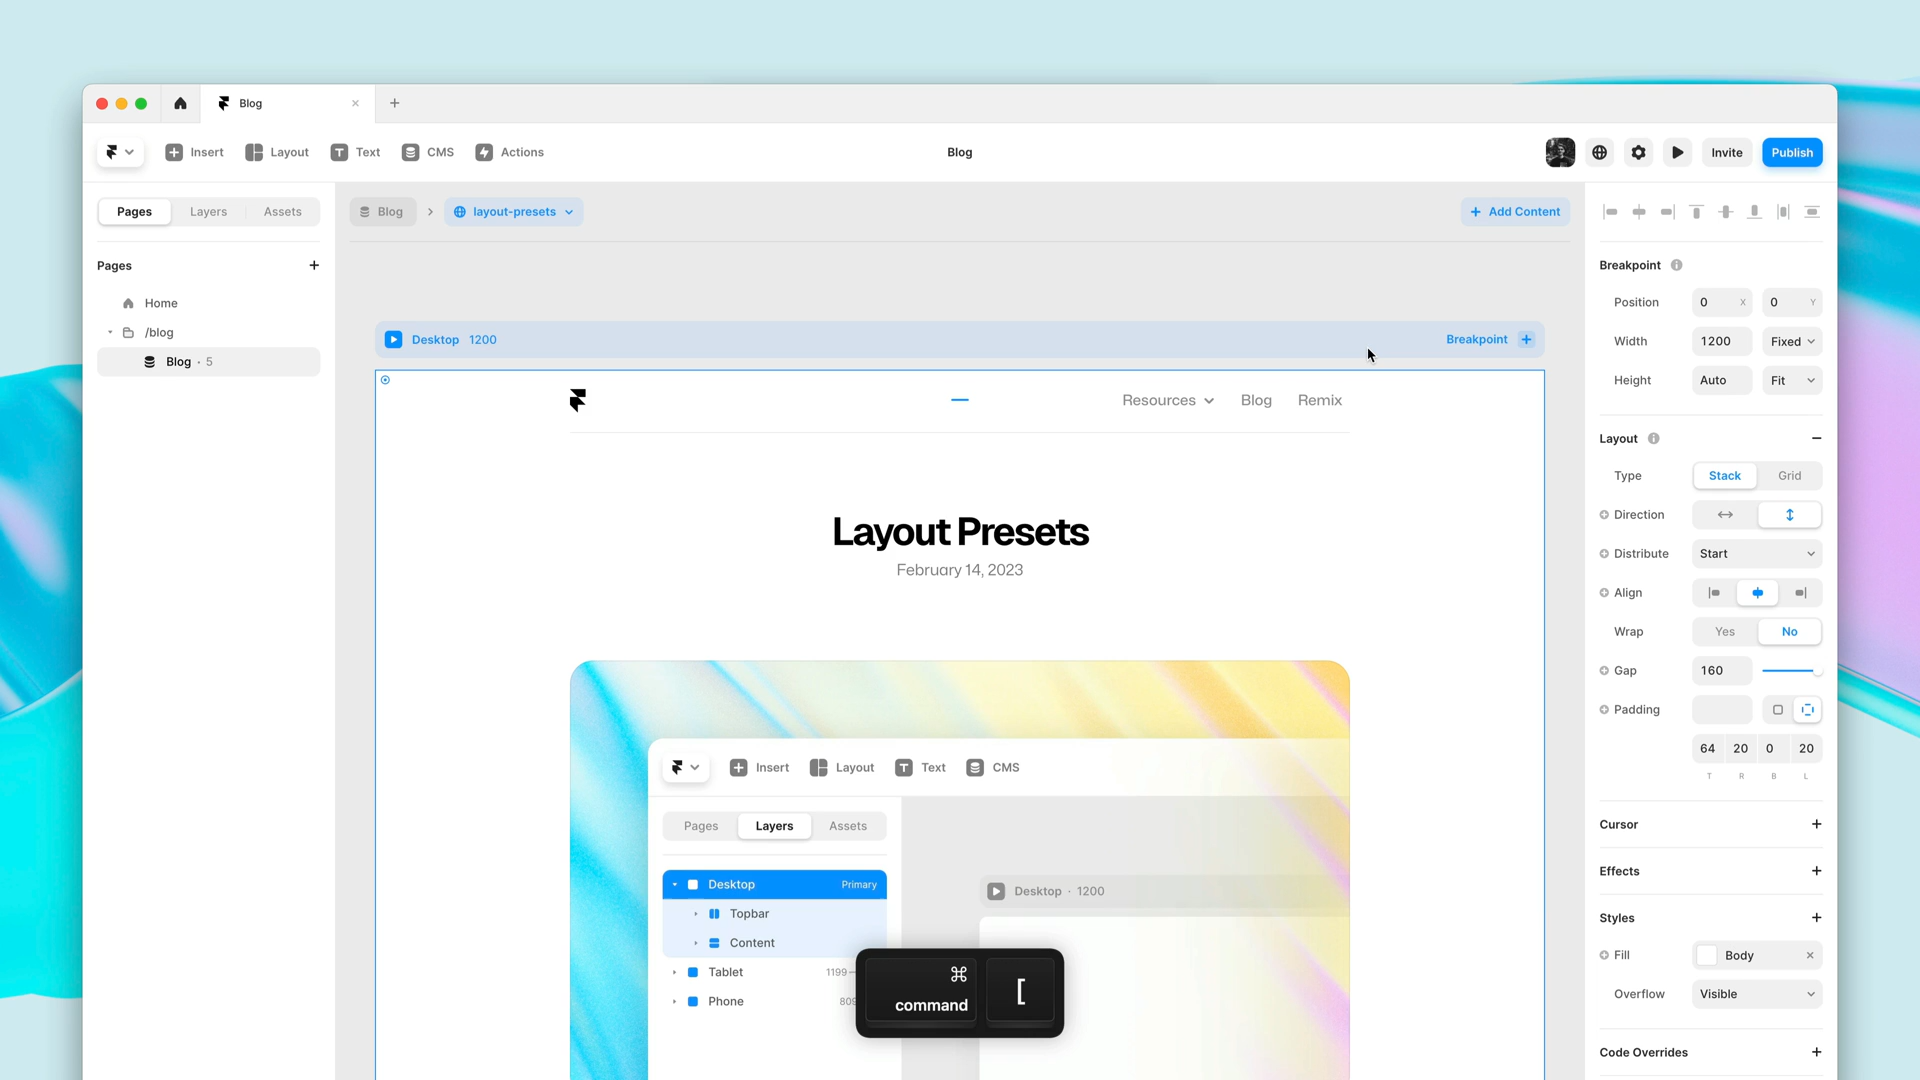 Blog
Insert
Layout
Text
CMS
Actions
Blog
Invite
Publish
Pages
Layers
Assets
Blog
layout-presets
Add Content
Pages
Home
/blog
Blog · 5
Desktop 1200
Breakpoint
Resources
Blog
Remix
Layout Presets
February 14, 2023
Insert
Layout
Text
CMS
Pages
Layers
Assets
Desktop
Primary
Topbar
Content
Tablet
1199
Phone
809
Desktop · 1200
⌘
command
[
Breakpoint
Position
0 X
0 Y
Width
1200
Fixed
Height
Auto
Fit
Layout
Type
Stack
Grid
Direction
Distribute
Start
Align
Wrap
Yes
No
Gap
160
Padding
64 20 0 20
T R B L
Cursor
Effects
Styles
Fill
Body
Overflow
Visible
Code Overrides